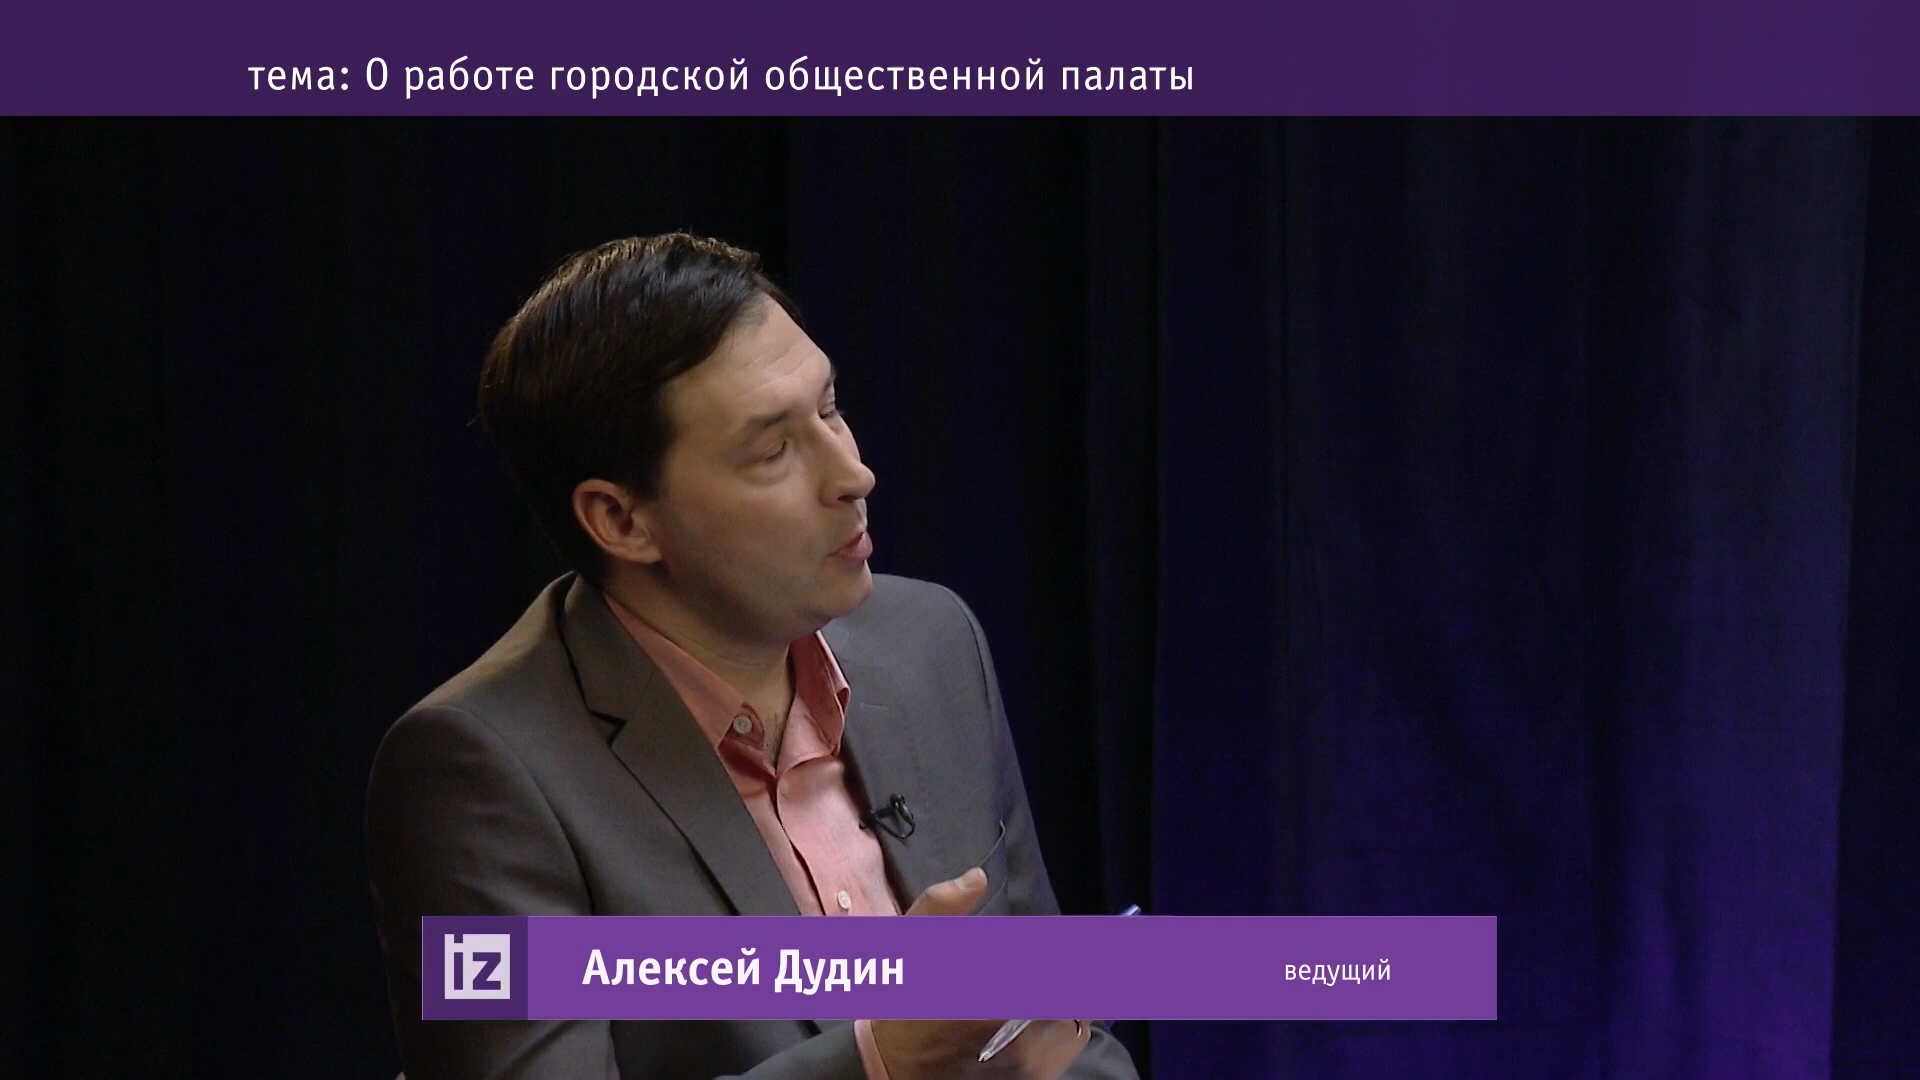 тема: О работе городской общественной палаты
iz
Алексей Дудин
ведущий